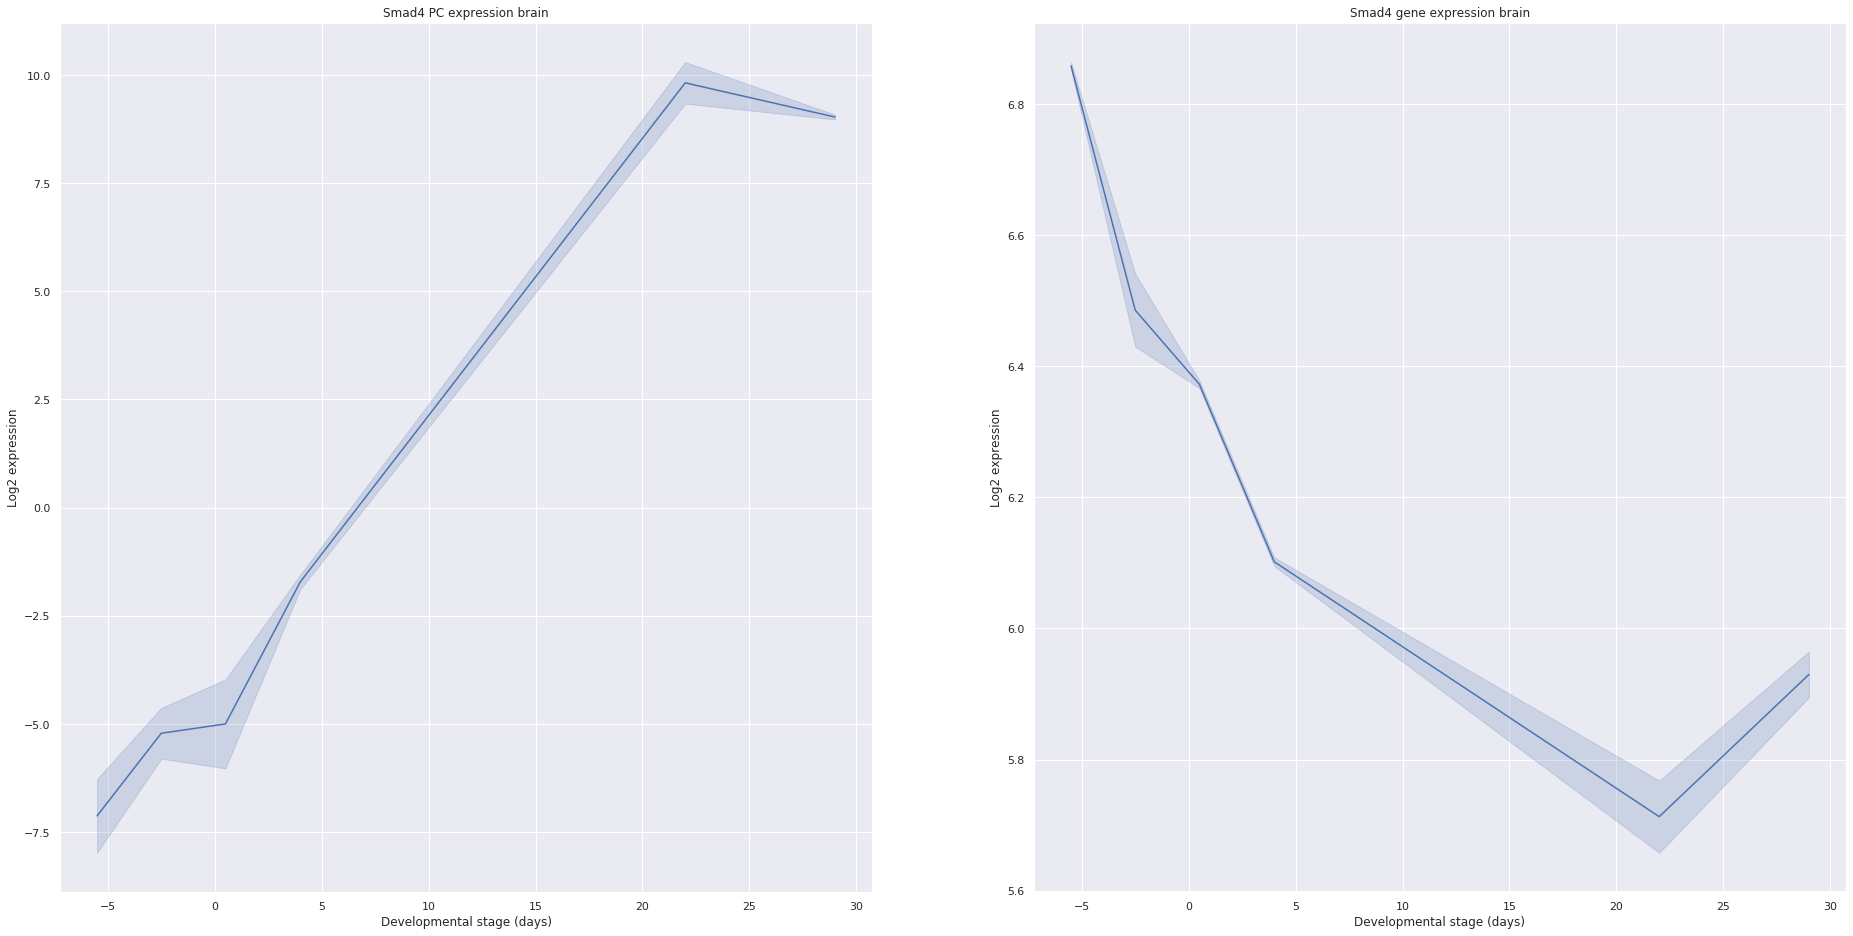 Smad4 PC expression brain
Log2 expression
10.0
7.5
5.0
2.5
0.0
−2.5
−5.0
−7.5
−5 0 5 10 15 20 25 30
Developmental stage (days)
Smad4 gene expression brain
Log2 expression
6.8
6.6
6.4
6.2
6.0
5.8
5.6
−5 0 5 10 15 20 25 30
Developmental stage (days)